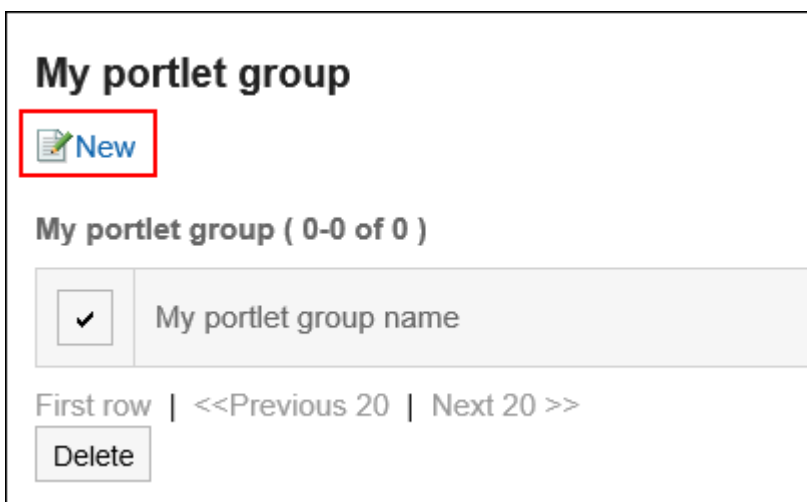 My portlet group
New
My portlet group ( 0-0 of 0 )
My portlet group name
First row | <<Previous 20 | Next 20 >>
Delete